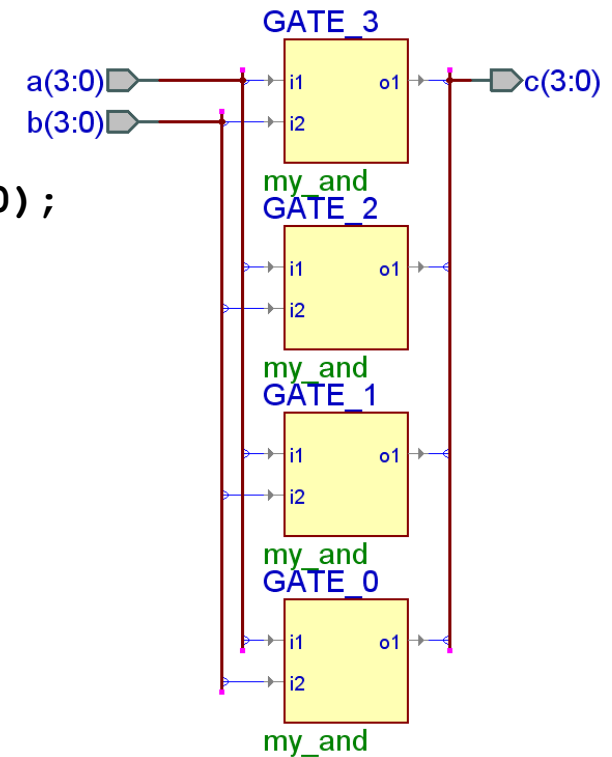 GATE_3
a(3:0) i1 o1 c(3:0)
b(3:0) i2
my_and
0);
GATE_2
i1 o1
i2
my_and
GATE_1
i1 o1
i2
my_and
GATE_0
i1 o1
i2
my_and